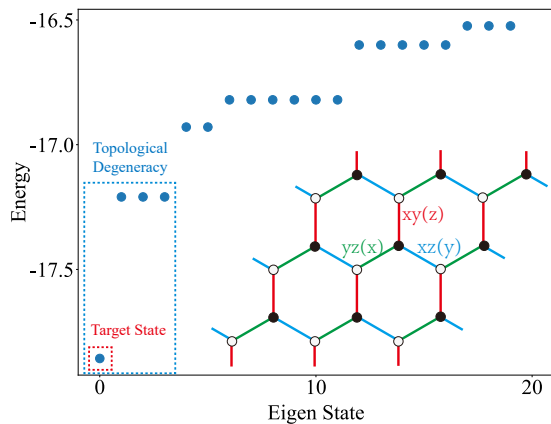 -16.5
-17.0
-17.5
Energy
Topological
Degeneracy
Target State
xy(z)
yz(x) xz(y)
0 10 20
Eigen State